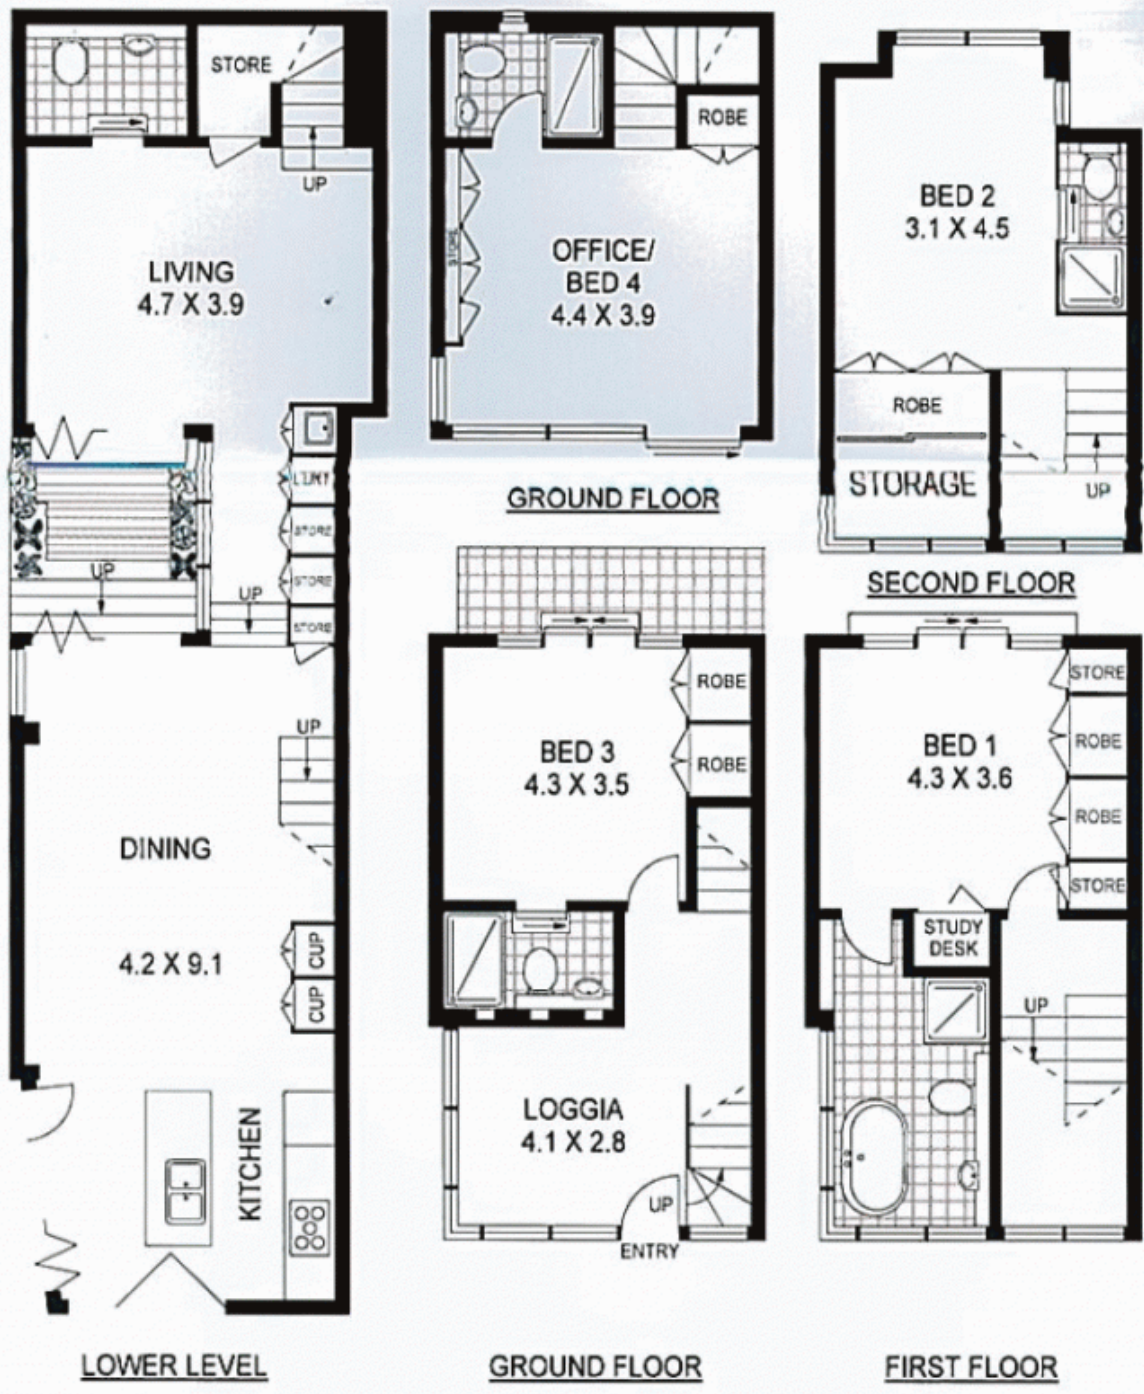 STORE
UP
LIVING
4.7 X 3.9
L'DRY
STORE
STORE
STORE
UP
UP
UP
DINING
4.2 X 9.1
CUP
CUP
KITCHEN
LOWER LEVEL
ROBE
STORE
OFFICE/
BED 4
4.4 X 3.9
GROUND FLOOR
ROBE
BED 3
4.3 X 3.5
ROBE
LOGGIA
4.1 X 2.8
UP
ENTRY
GROUND FLOOR
BED 2
3.1 X 4.5
ROBE
STORAGE
UP
SECOND FLOOR
STORE
BED 1
4.3 X 3.6
ROBE
ROBE
STORE
STUDY
DESK
UP
FIRST FLOOR